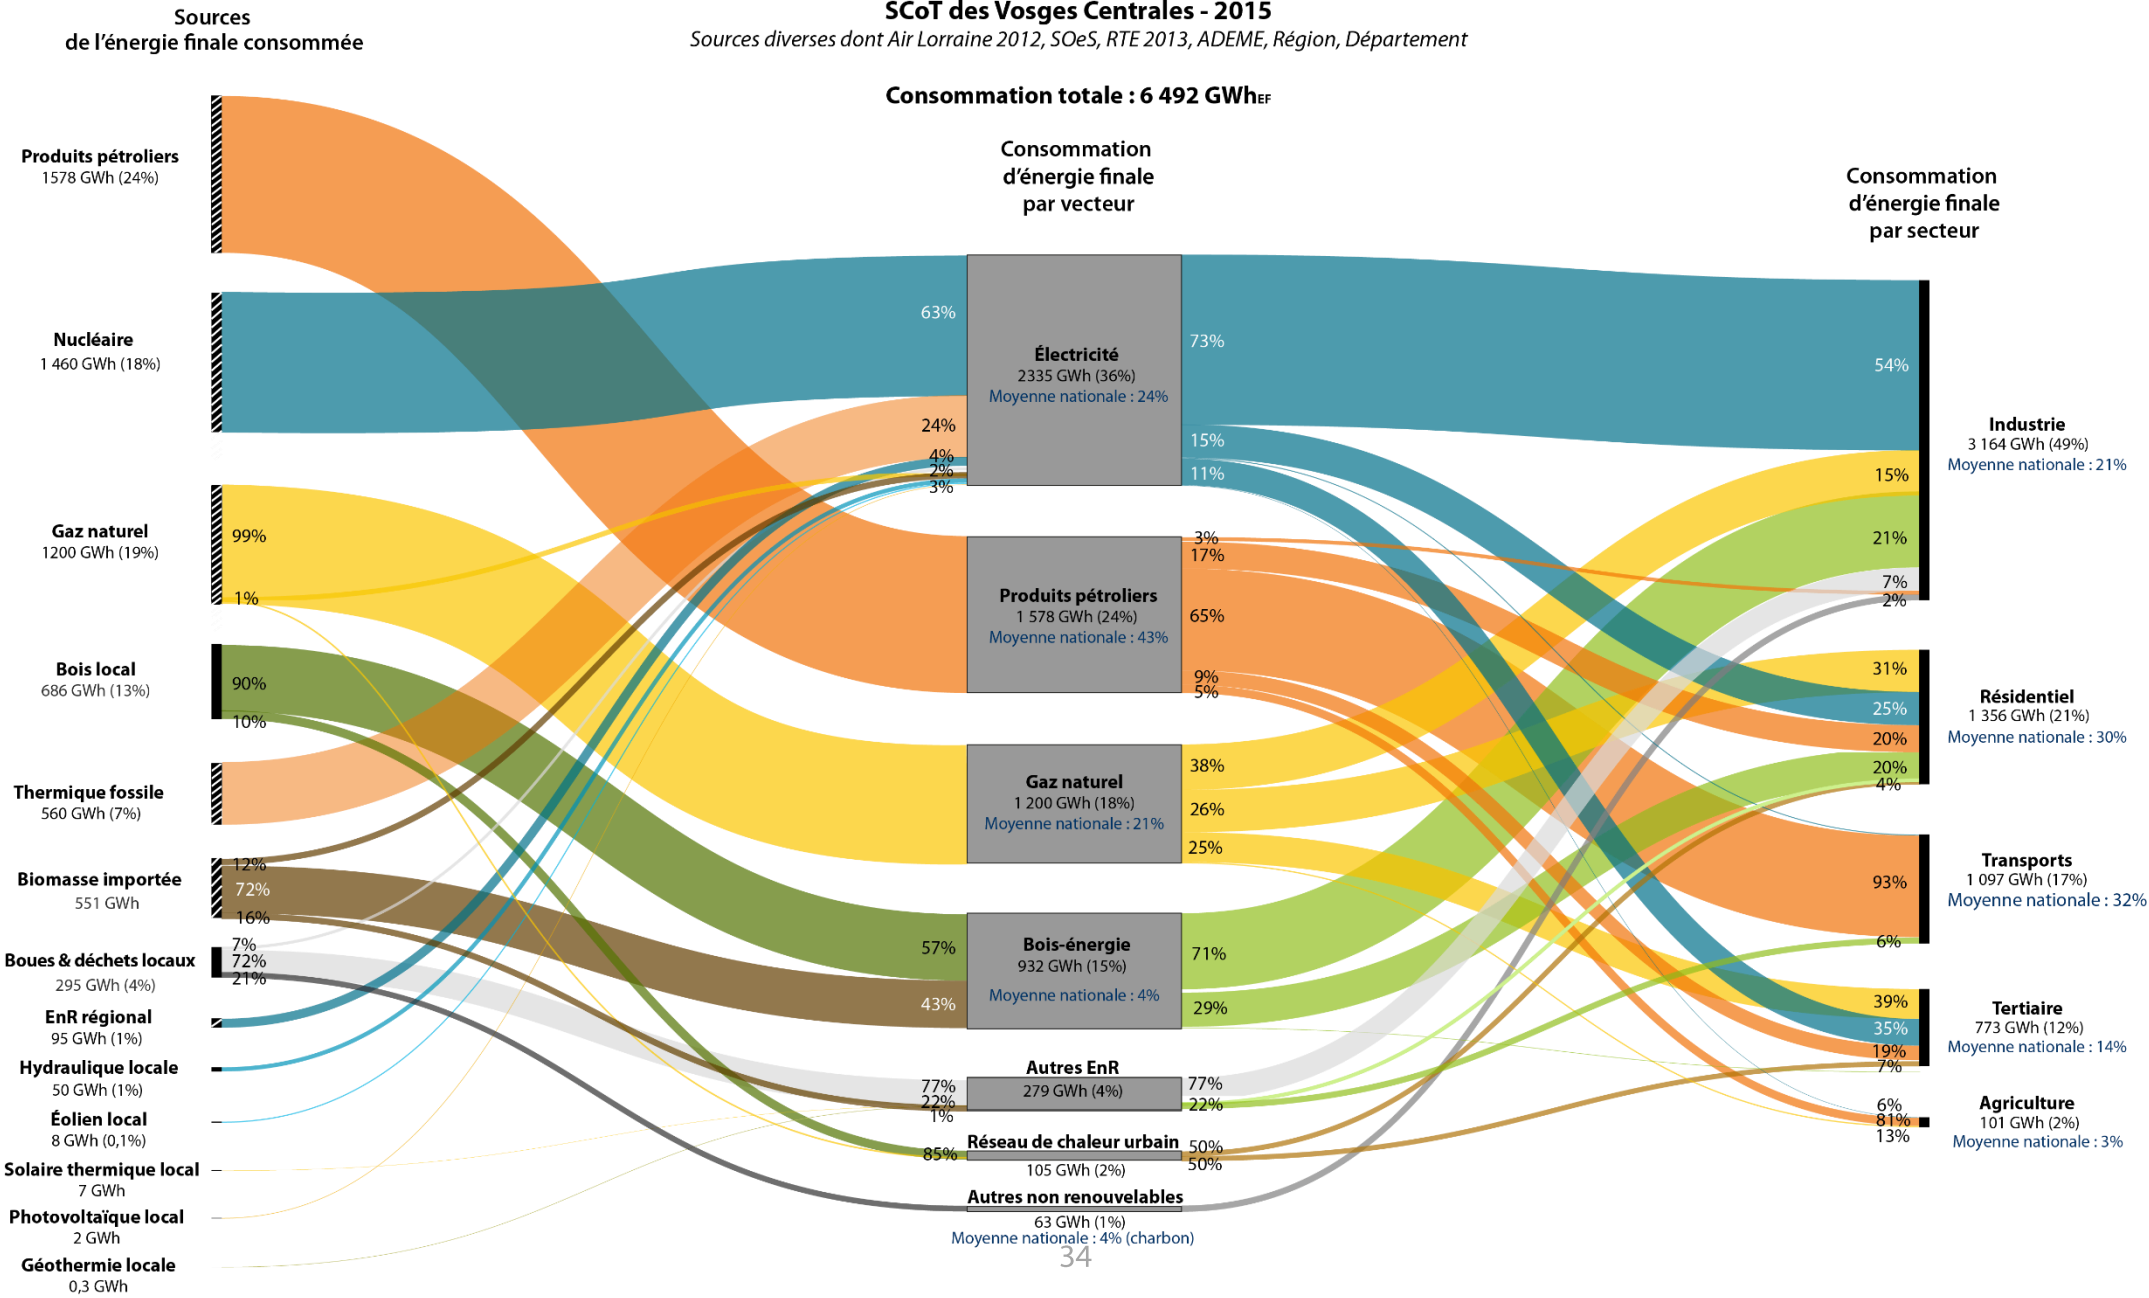 Sources
de l’énergie finale consommée
SCoT des Vosges Centrales - 2015
Sources diverses dont Air Lorraine 2012, SOeS, RTE 2013, ADEME, Région, Département
Consommation totale : 6 492 GWhEF
Consommation
d’énergie finale
par vecteur
Consommation
d’énergie finale
par secteur
Produits pétroliers
1578 GWh (24%)
Nucléaire
1 460 GWh (18%)
Gaz naturel
1200 GWh (19%)
99%
1%
Bois local
686 GWh (13%)
90%
10%
Thermique fossile
560 GWh (7%)
Biomasse importée
551 GWh
12%
72%
16%
Boues & déchets locaux
295 GWh (4%)
7%
72%
21%
EnR régional
95 GWh (1%)
Hydraulique locale
50 GWh (1%)
Éolien local
8 GWh (0,1%)
Solaire thermique local
7 GWh
Photovoltaïque local
2 GWh
Géothermie locale
0,3 GWh
63%
24%
4%
2%
3%
Électricité
2335 GWh (36%)
Moyenne nationale : 24%
73%
15%
11%
Produits pétroliers
1 578 GWh (24%)
Moyenne nationale : 43%
3%
17%
65%
9%
5%
Gaz naturel
1 200 GWh (18%)
Moyenne nationale : 21%
38%
26%
25%
57%
43%
Bois-énergie
932 GWh (15%)
Moyenne nationale : 4%
71%
29%
77%
22%
1%
Autres EnR
279 GWh (4%)
77%
22%
85%
Réseau de chaleur urbain
105 GWh (2%)
50%
50%
Autres non renouvelables
63 GWh (1%)
Moyenne nationale : 4% (charbon)
34
54%
15%
21%
7%
2%
Industrie
3 164 GWh (49%)
Moyenne nationale : 21%
31%
25%
20%
20%
4%
Résidentiel
1 356 GWh (21%)
Moyenne nationale : 30%
93%
6%
Transports
1 097 GWh (17%)
Moyenne nationale : 32%
39%
35%
19%
7%
Tertiaire
773 GWh (12%)
Moyenne nationale : 14%
6%
81%
13%
Agriculture
101 GWh (2%)
Moyenne nationale : 3%